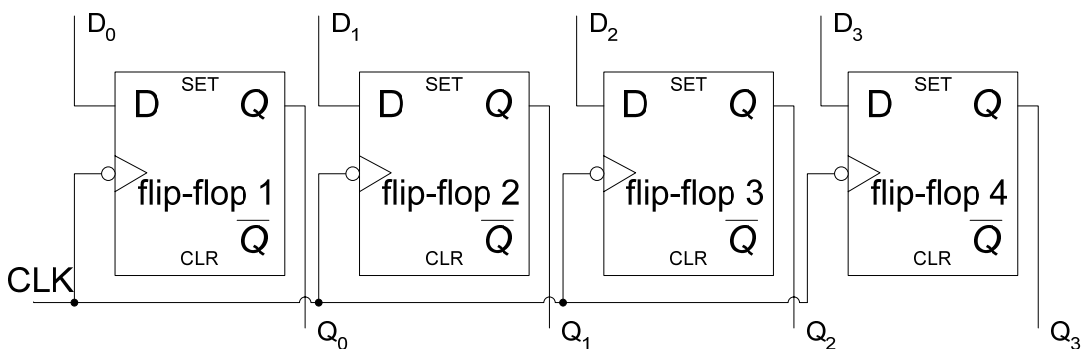 D0 D1 D2 D3
SET SET SET SET
D Q D Q D Q D Q
flip-flop 1 flip-flop 2 flip-flop 3 flip-flop 4
Q̅ Q̅ Q̅ Q̅
CLR CLR CLR CLR
CLK
Q0 Q1 Q2 Q3